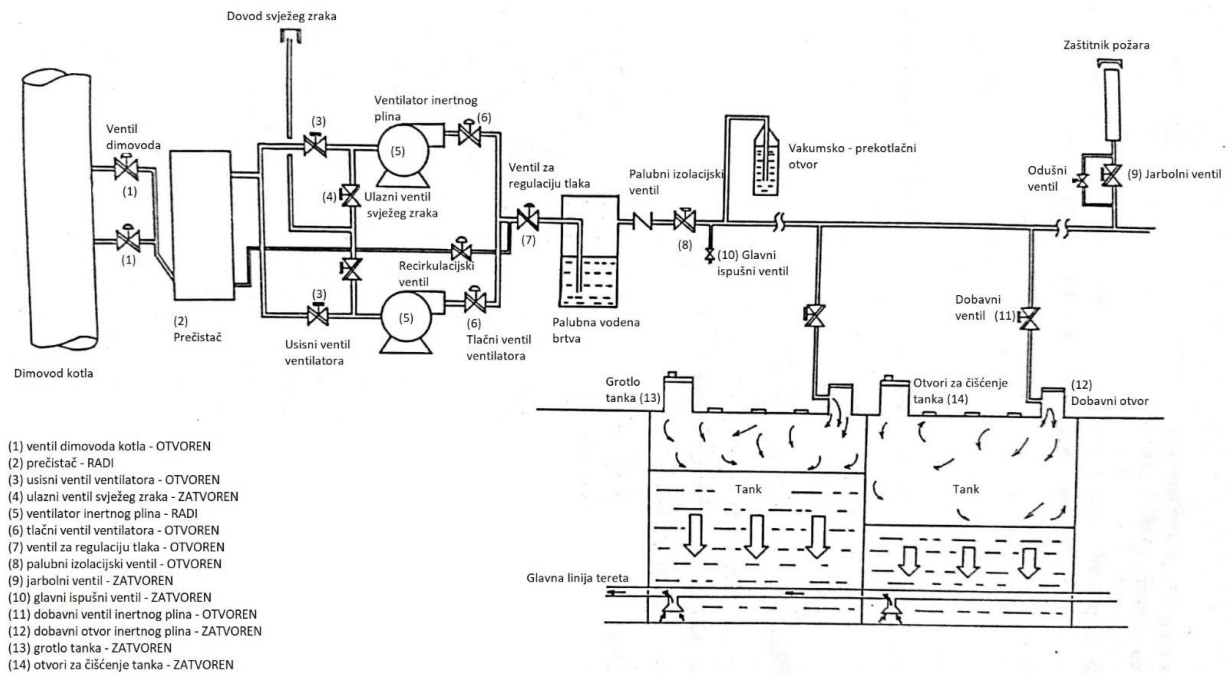 Dovod svježeg zraka
Zaštitnik požara
Ventil
dimovoda
(3)
Ventilator inertnog
plina
(6)
(5)
(1)
(4)
Ulazni ventil
svježeg zraka
Ventil za
regulaciju tlaka
Palubni izolacijski
ventil
Vakumsko - prekotlačni
otvor
Odušni
ventil
(9) Jarbolni ventil
(1)
(7)
(8)
(10) Glavni
ispušni ventil
Recirkulacijski
ventil
(3)
(5)
(6)
Tlačni ventil
ventilatora
(2)
Prečistač
Usisni ventil
ventilatora
Palubna vodena
brtva
Dobavni
ventil (11)
Dimovod kotla
Grotlo
tanka (13)
Otvori za čišćenje
tanka (14)
(12)
Dobavni otvor
Tank
Tank
Glavna linija tereta
(1) ventil dimovoda kotla - OTVOREN
(2) prečistač - RADI
(3) usisni ventil ventilatora - OTVOREN
(4) ulazni ventil svježeg zraka - ZATVOREN
(5) ventilator inertnog plina - RADI
(6) tlačni ventil ventilatora - OTVOREN
(7) ventil za regulaciju tlaka - OTVOREN
(8) palubni izolacijski ventil - OTVOREN
(9) jarbolni ventil - ZATVOREN
(10) glavni ispušni ventil - ZATVOREN
(11) dobavni ventil inertnog plina - OTVOREN
(12) dobavni otvor inertnog plina - ZATVOREN
(13) grotlo tanka - ZATVOREN
(14) otvori za čišćenje tanka - ZATVOREN